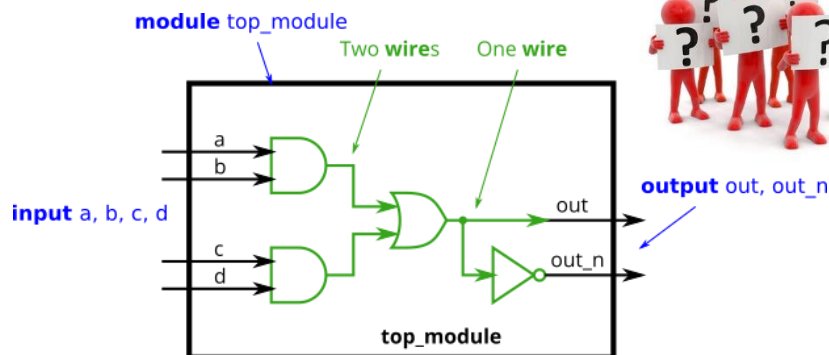 module top_module
Two wires
One wire
? ? ? ?
a
b
input a, b, c, d
c
d
out
out_n
output out, out_n
top_module